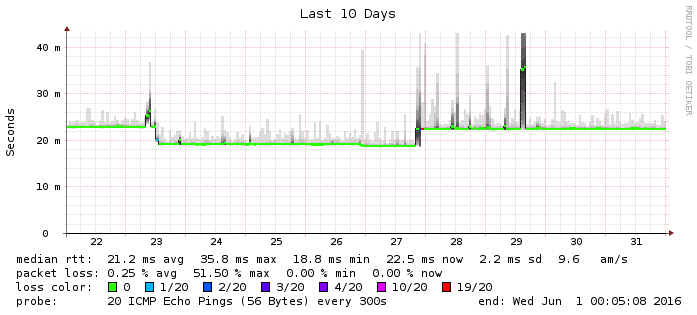 Last 10 Days
RRDTOOL / TOBI OETIKER
Seconds
40 m
30 m
20 m
10 m
0
22 23 24 25 26 27 28 29 30 31
median rtt: 21.2 ms avg 35.8 ms max 18.8 ms min 22.5 ms now 2.2 ms sd 9.6 am/s
packet loss: 0.25 % avg 51.50 % max 0.00 % min 0.00 % now
loss color: 0 1/20 2/20 3/20 4/20 10/20 19/20
probe: 20 ICMP Echo Pings (56 Bytes) every 300s end: Wed Jun 1 00:05:08 2016